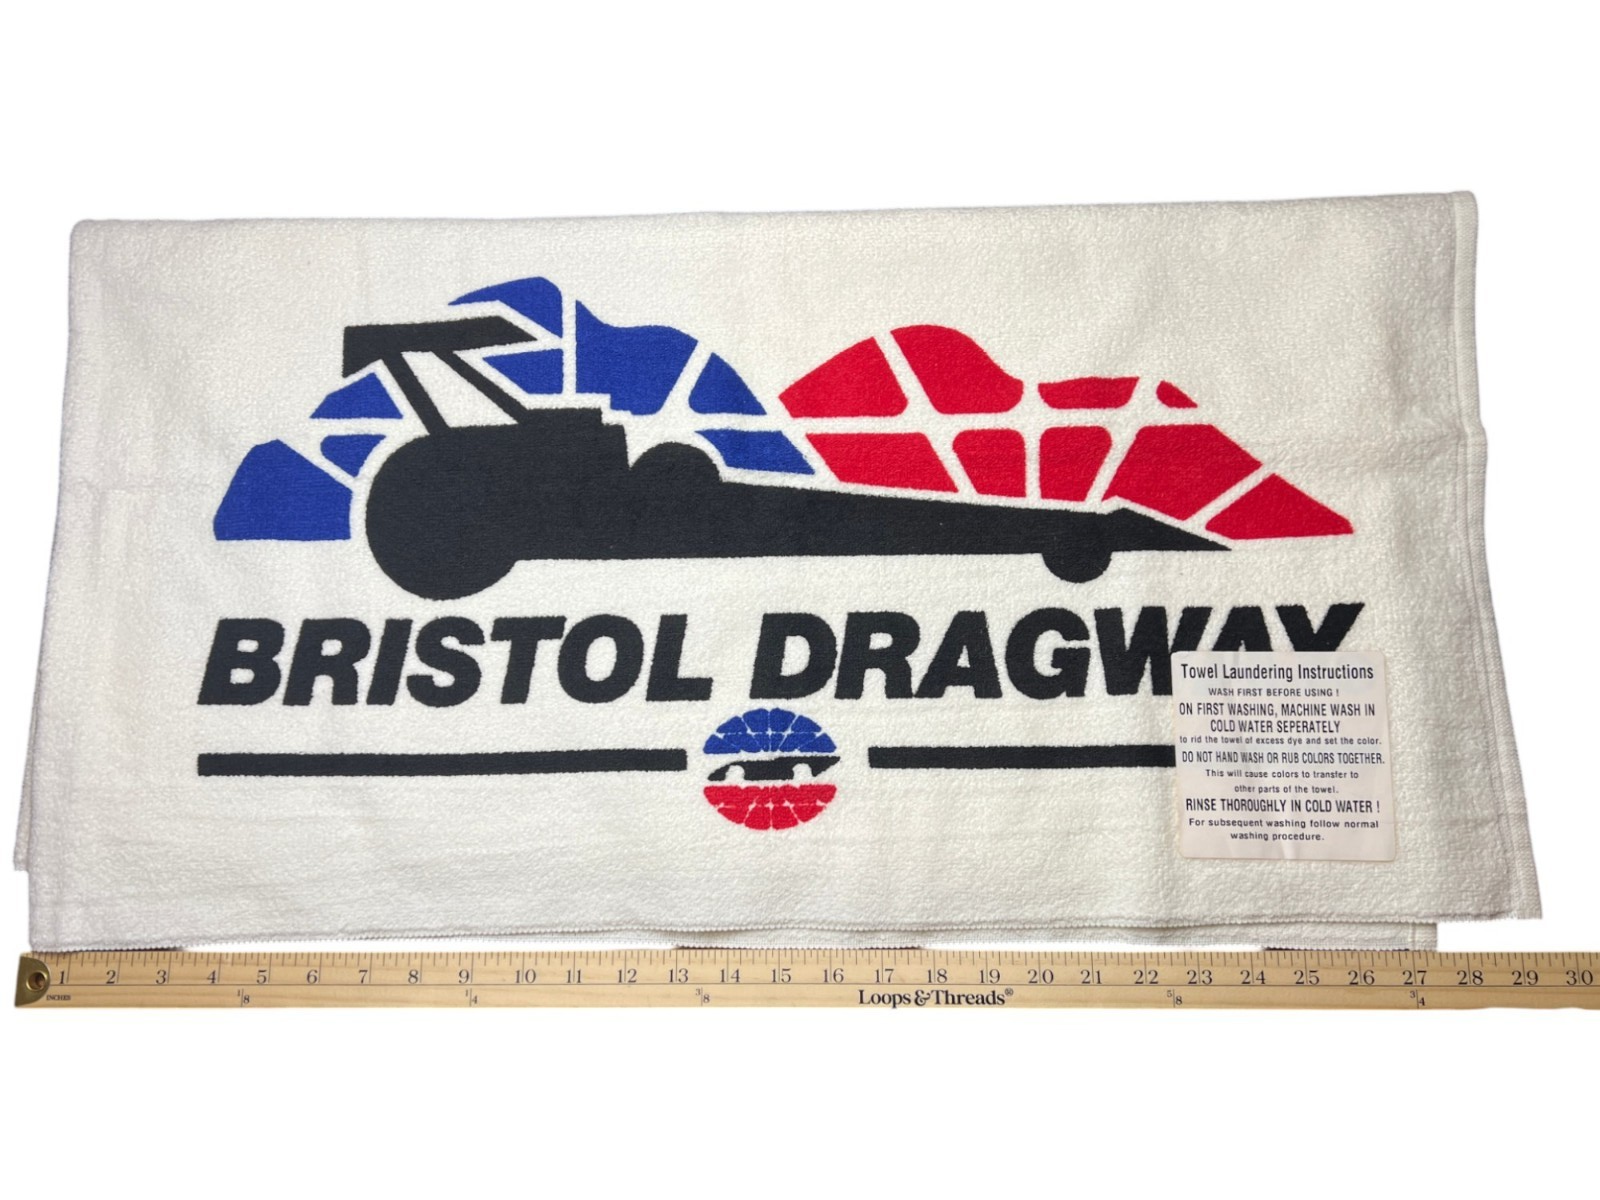 BRISTOL DRAGWAY
Towel Laundering Instructions
WASH FIRST BEFORE USING !
ON FIRST WASHING, MACHINE WASH IN
COLD WATER SEPERATELY
to rid the towel of excess dye and set the color.
DO NOT HAND WASH OR RUB COLORS TOGETHER.
This will cause colors to transfer to
other parts of the towel.
RINSE THOROUGHLY IN COLD WATER !
For subsequent washing follow normal
washing procedure.
1 2 3 4 5 6 7 8 9 10 11 12 13 14 15 16 17 18 19 20 21 22 23 24 25 26 27 28 29 30
INCHES 1/8 1/4 3/8 Loops & Threads® 5/8 3/4